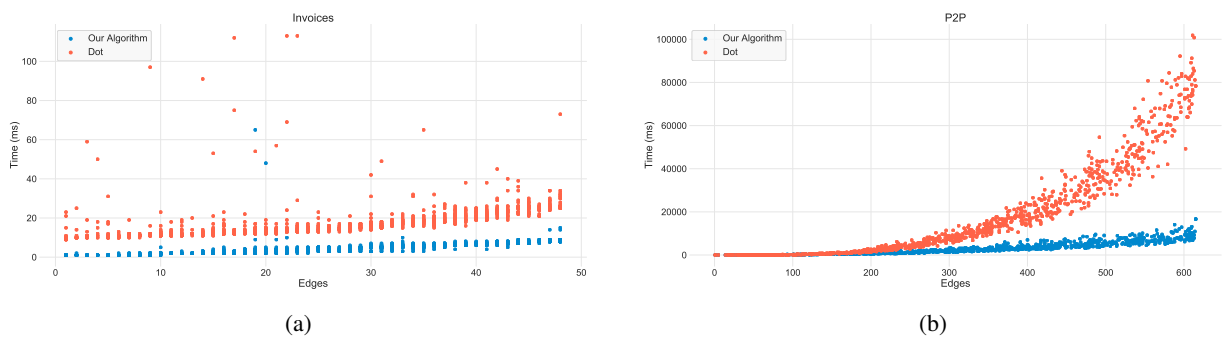 Invoices
Our Algorithm
Dot
100
80
60
40
20
0
Time (ms)
0 10 20 30 40 50
Edges
(a)
P2P
Our Algorithm
Dot
100000
80000
60000
40000
20000
0
Time (ms)
0 100 200 300 400 500 600
Edges
(b)